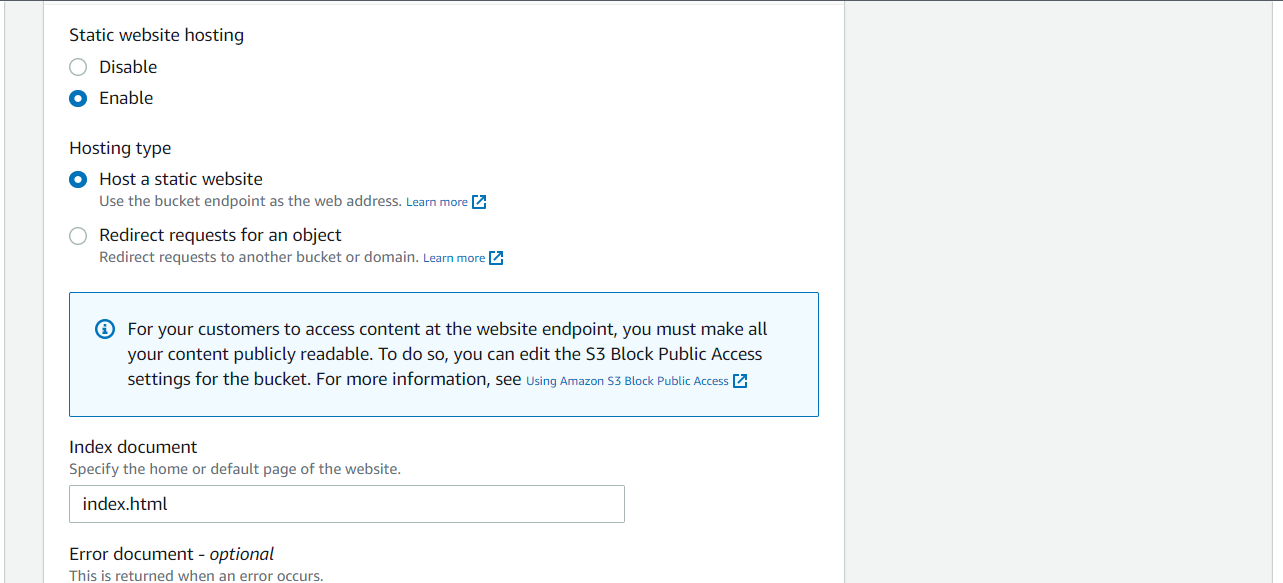 Static website hosting
Disable
Enable
Hosting type
Host a static website
Use the bucket endpoint as the web address. Learn more
Redirect requests for an object
Redirect requests to another bucket or domain. Learn more
For your customers to access content at the website endpoint, you must make all
your content publicly readable. To do so, you can edit the S3 Block Public Access
settings for the bucket. For more information, see Using Amazon S3 Block Public Access
Index document
Specify the home or default page of the website.
index.html
Error document - optional
This is returned when an error occurs.